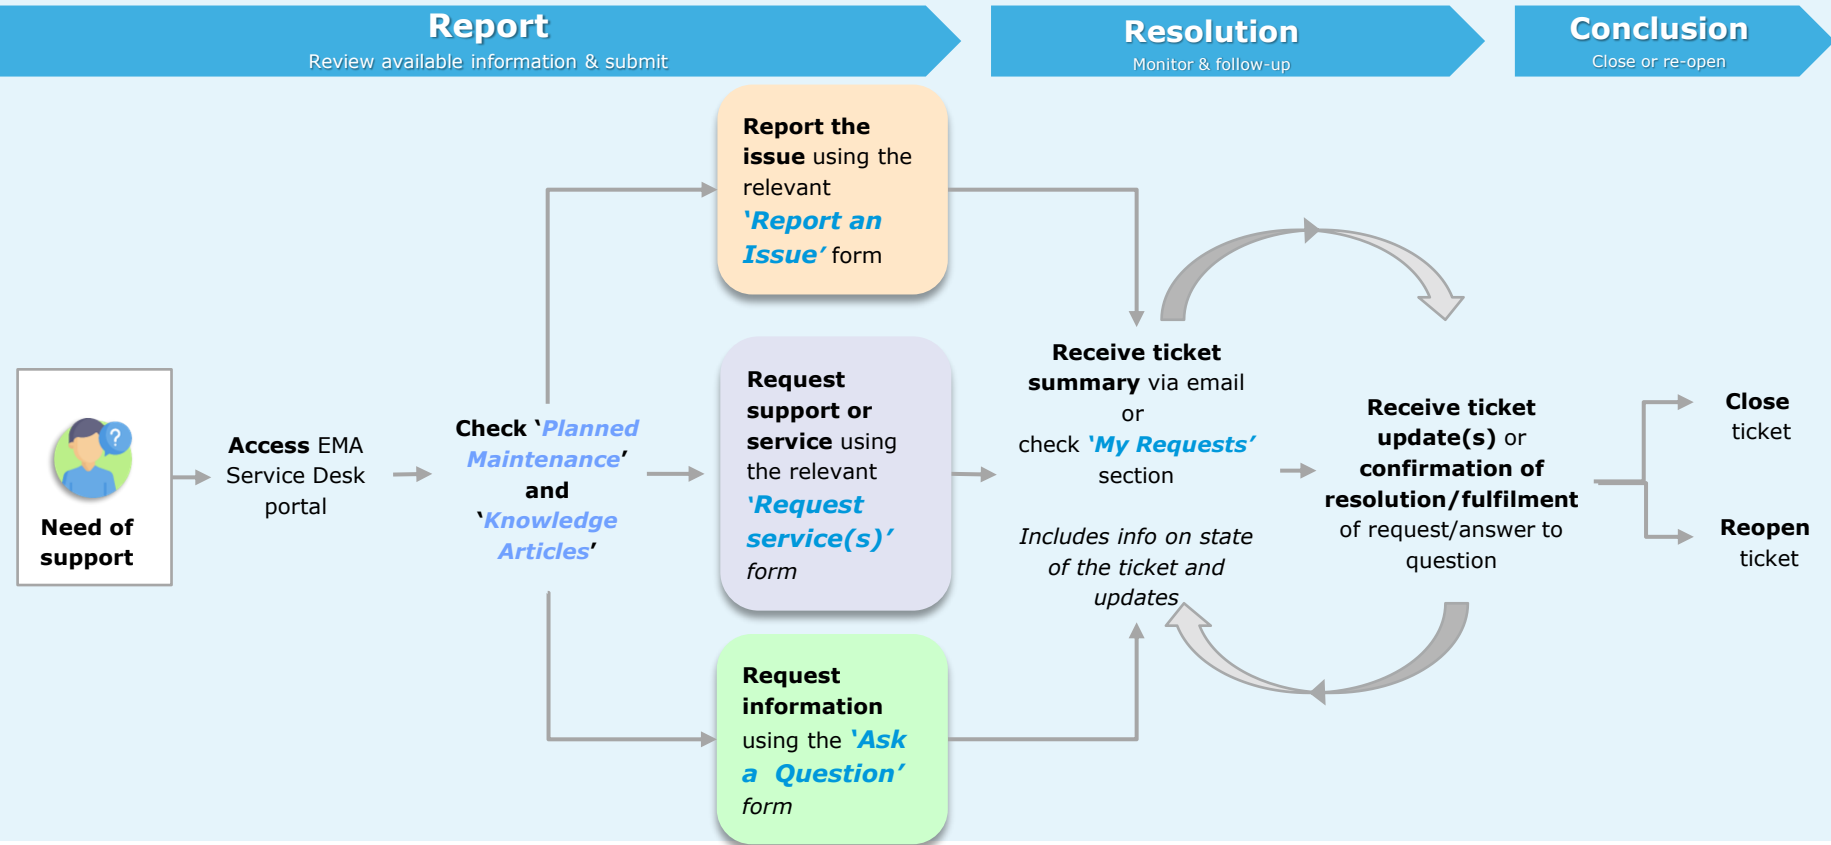 Report
Review available information & submit
Resolution
Monitor & follow-up
Conclusion
Close or re-open
Need of
support
?
Access EMA
Service Desk
portal
Check ‘Planned
Maintenance’
and
‘Knowledge
Articles’
Report the
issue using the
relevant
‘Report an
Issue’ form
Request
support or
service using
the relevant
‘Request
service(s)’
form
Request
information
using the ‘Ask
a Question’
form
Receive ticket
summary via email
or
check ‘My Requests’
section
Includes info on state
of the ticket and
updates
Receive ticket
update(s) or
confirmation of
resolution/fulfilment
of request/answer to
question
Close
ticket
Reopen
ticket